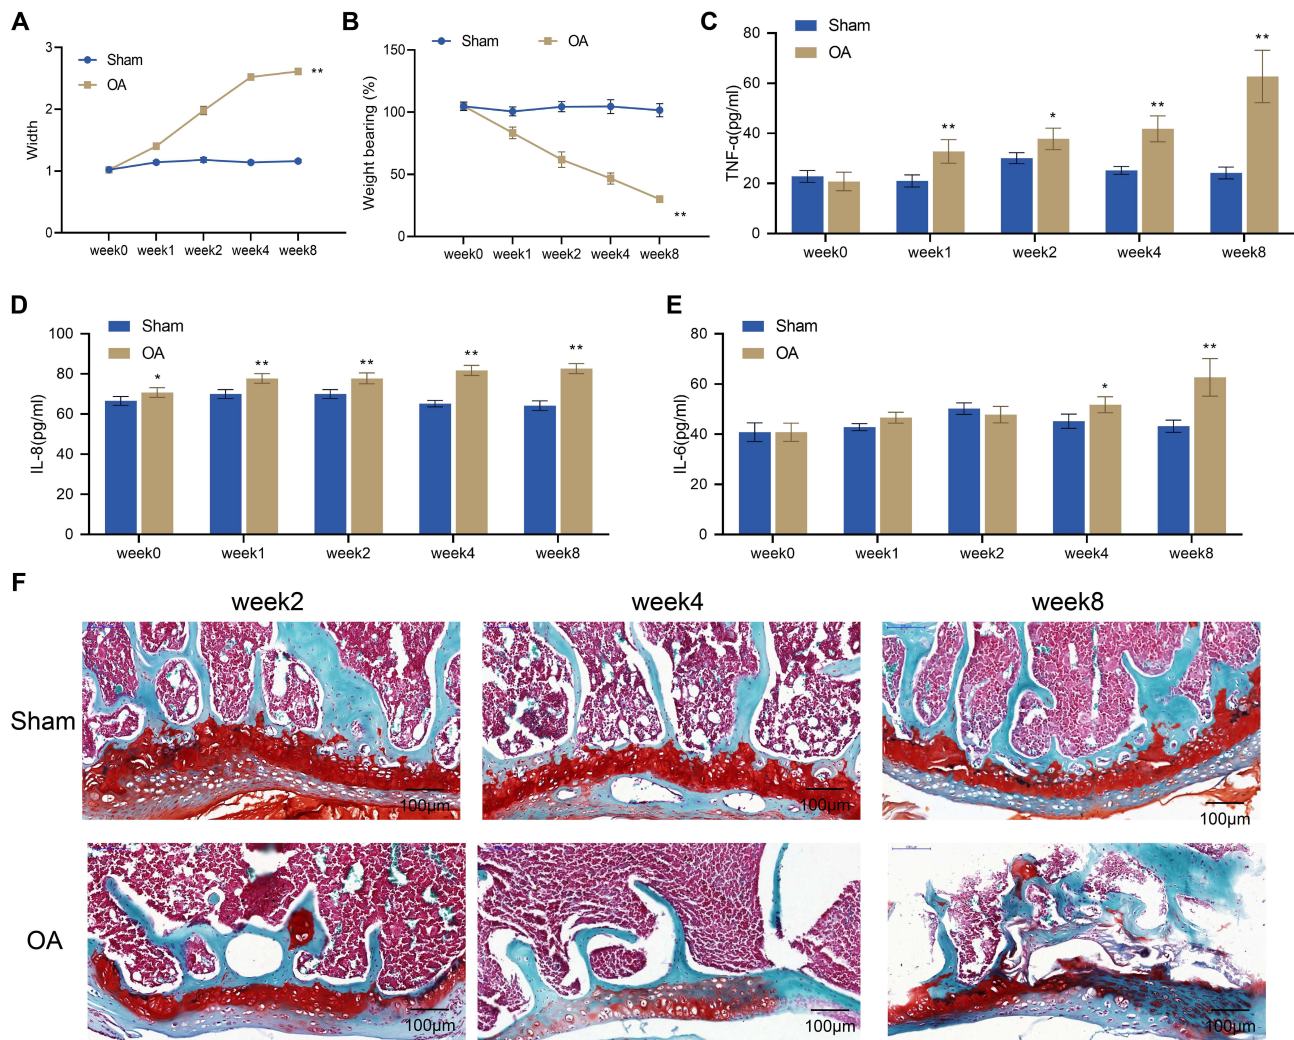 A
B
C
3
2
1
0
Width
Sham
OA
**
week0 week1 week2 week4 week8
150
100
50
0
Weight bearing (%)
Sham OA
**
week0 week1 week2 week4 week8
80
60
40
20
0
TNF-α(pg/ml)
Sham
OA
** * ** **
week0 week1 week2 week4 week8
D
E
100
80
60
40
20
0
IL-8(pg/ml)
Sham
OA
* ** ** ** **
week0 week1 week2 week4 week8
80
60
40
20
0
IL-6(pg/ml)
Sham
OA
* **
week0 week1 week2 week4 week8
F
week2 week4 week8
Sham
100μm 100μm 100μm
OA
100μm 100μm 100μm